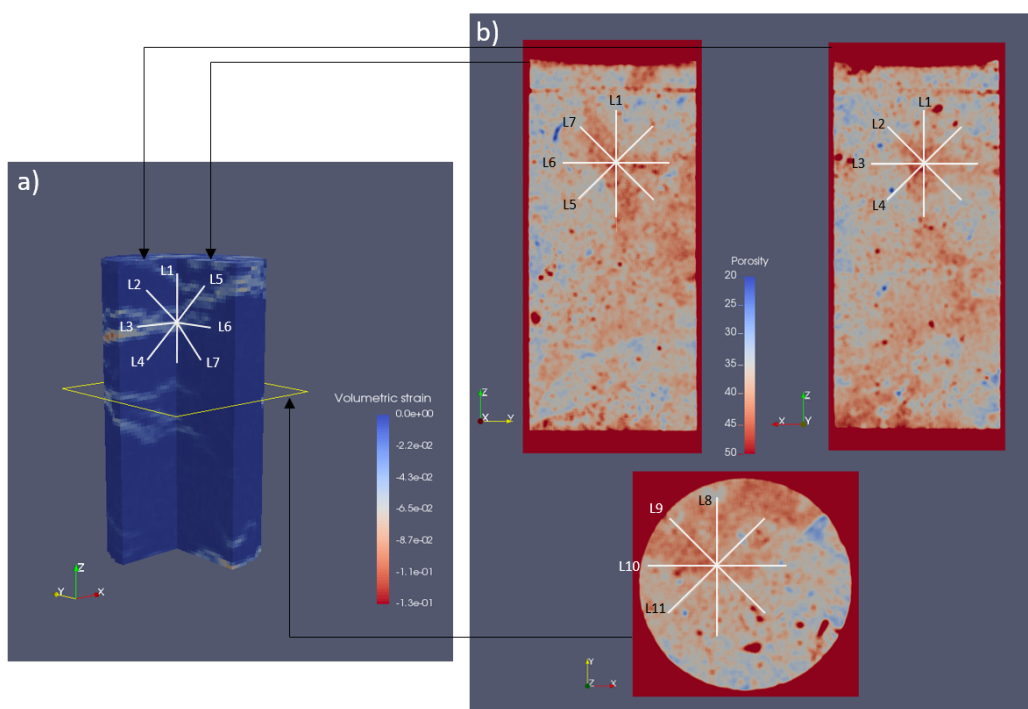 a)
L1
L2
L5
L3
L6
L4
L7
Volumetric strain
0.0e+00
-2.2e-02
-4.3e-02
-6.5e-02
-8.7e-02
-1.1e-01
-1.3e-01
Z
Y
X
b)
L1
L7
L6
L5
Z
X
Y
L1
L2
L3
L4
Z
X
Y
Porosity
20
25
30
35
40
45
50
L8
L9
L10
L11
Y
Z
X